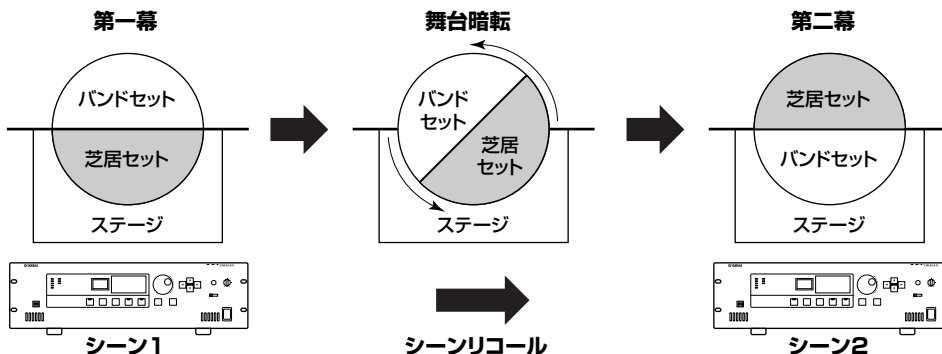 第一幕
舞台暗転
第二幕
バンドセット
芝居セット
ステージ
バンド
セット
芝居
セット
ステージ
芝居セット
バンドセット
ステージ
YAMAHA
YAMAHA
シーン1
シーンリコール
シーン2